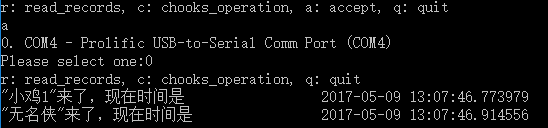 r: read_records, c: chooks_operation, a: accept, q: quit
a
0. COM4 - Prolific USB-to-Serial Comm Port (COM4)
Please select one:0
r: read_records, c: chooks_operation, q: quit
"小鸡1"来了，现在时间是 2017-05-09 13:07:46.773979
"无名侠"来了，现在时间是 2017-05-09 13:07:46.914556